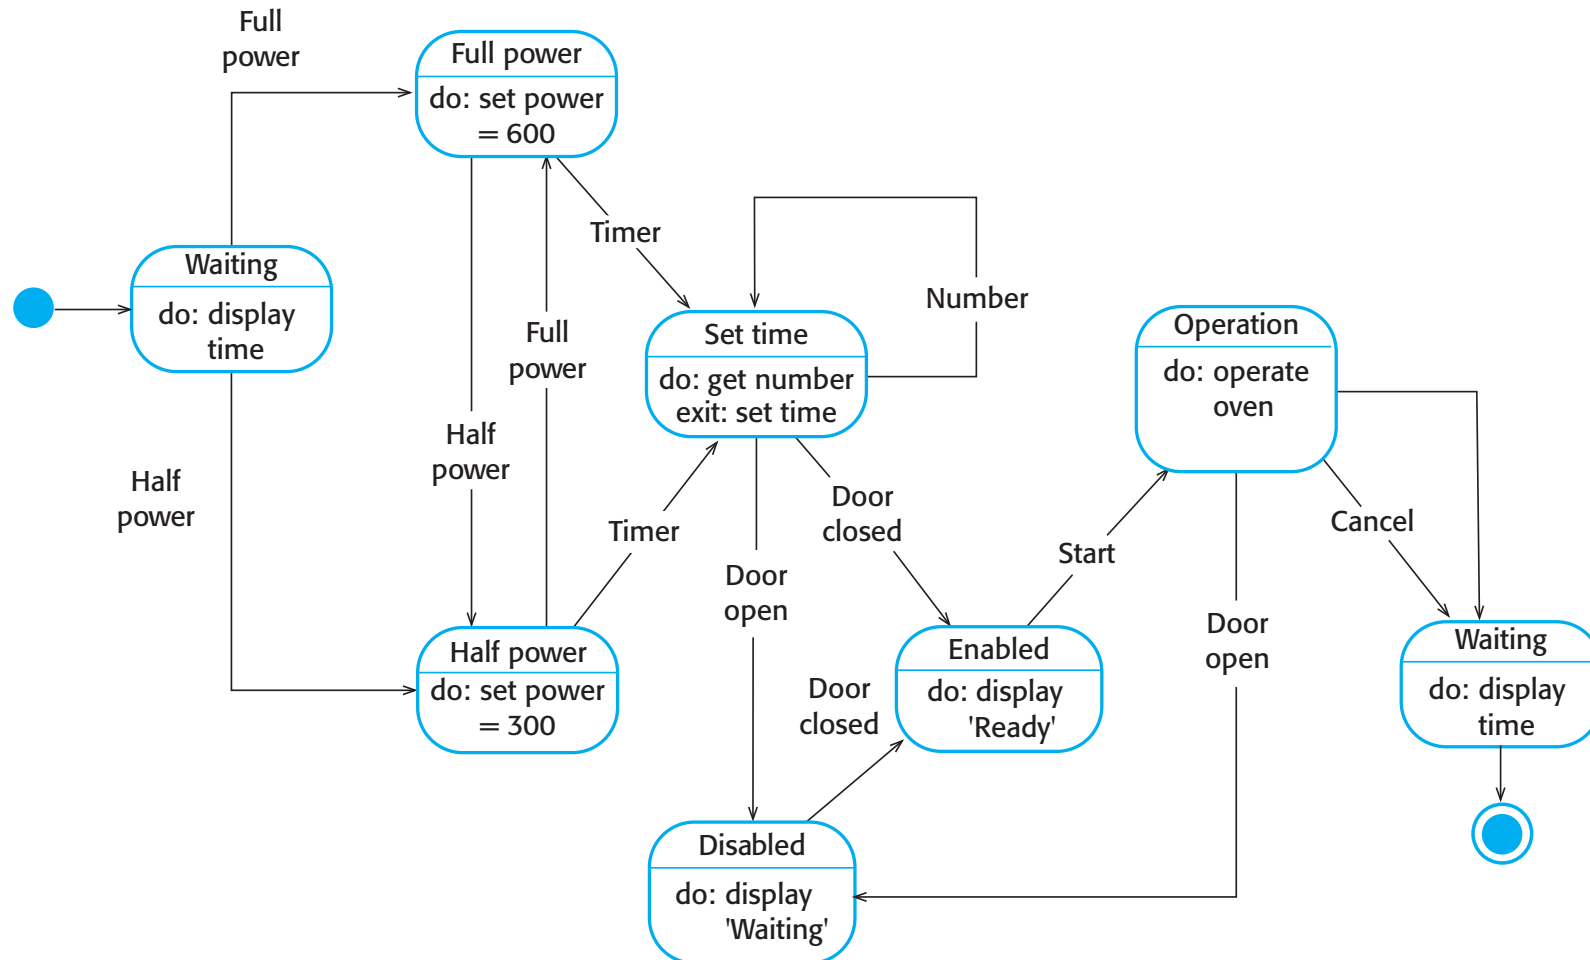 Full
power
Full power
do: set power
= 600
Timer
Waiting
do: display
time
Number
Full
power
Set time
do: get number
exit: set time
Operation
do: operate
oven
Half
power
Half
power
Timer
Door
closed
Door
open
Start
Cancel
Door
open
Half power
do: set power
= 300
Door
closed
Enabled
do: display
'Ready'
Waiting
do: display
time
Disabled
do: display
'Waiting'